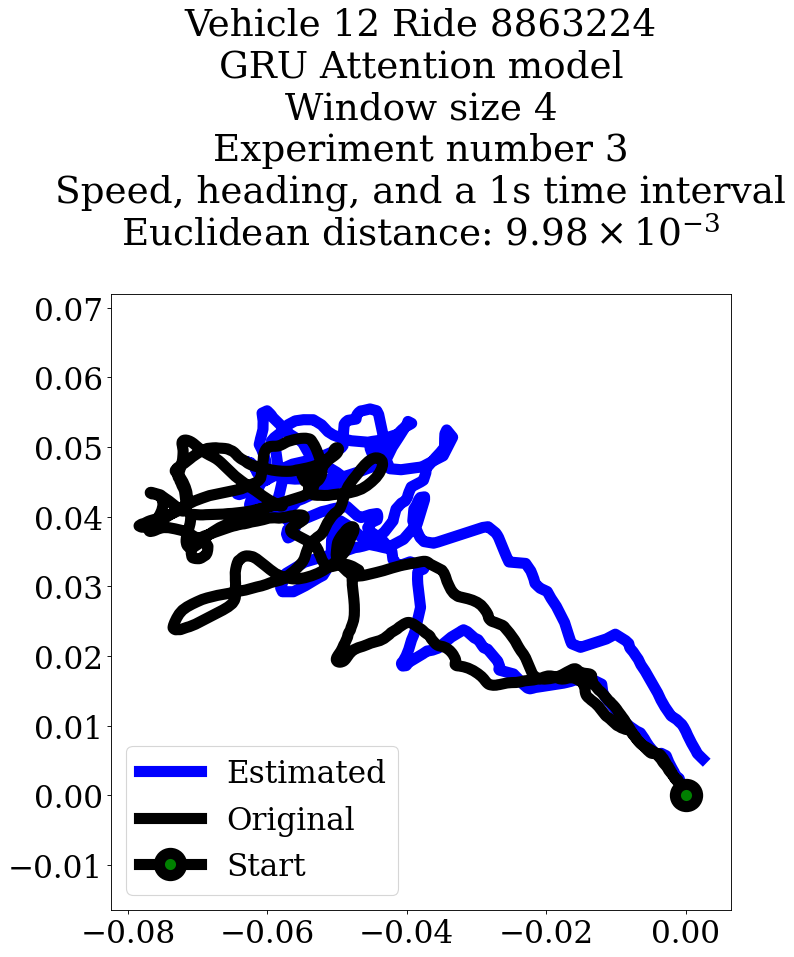 Vehicle 12 Ride 8863224
GRU Attention model
Window size 4
Experiment number 3
Speed, heading, and a 1s time interval
Euclidean distance: 9.98 × 10⁻³
0.07
0.06
0.05
0.04
0.03
0.02
0.01
0.00
−0.01
Estimated
Original
Start
−0.08 −0.06 −0.04 −0.02 0.00